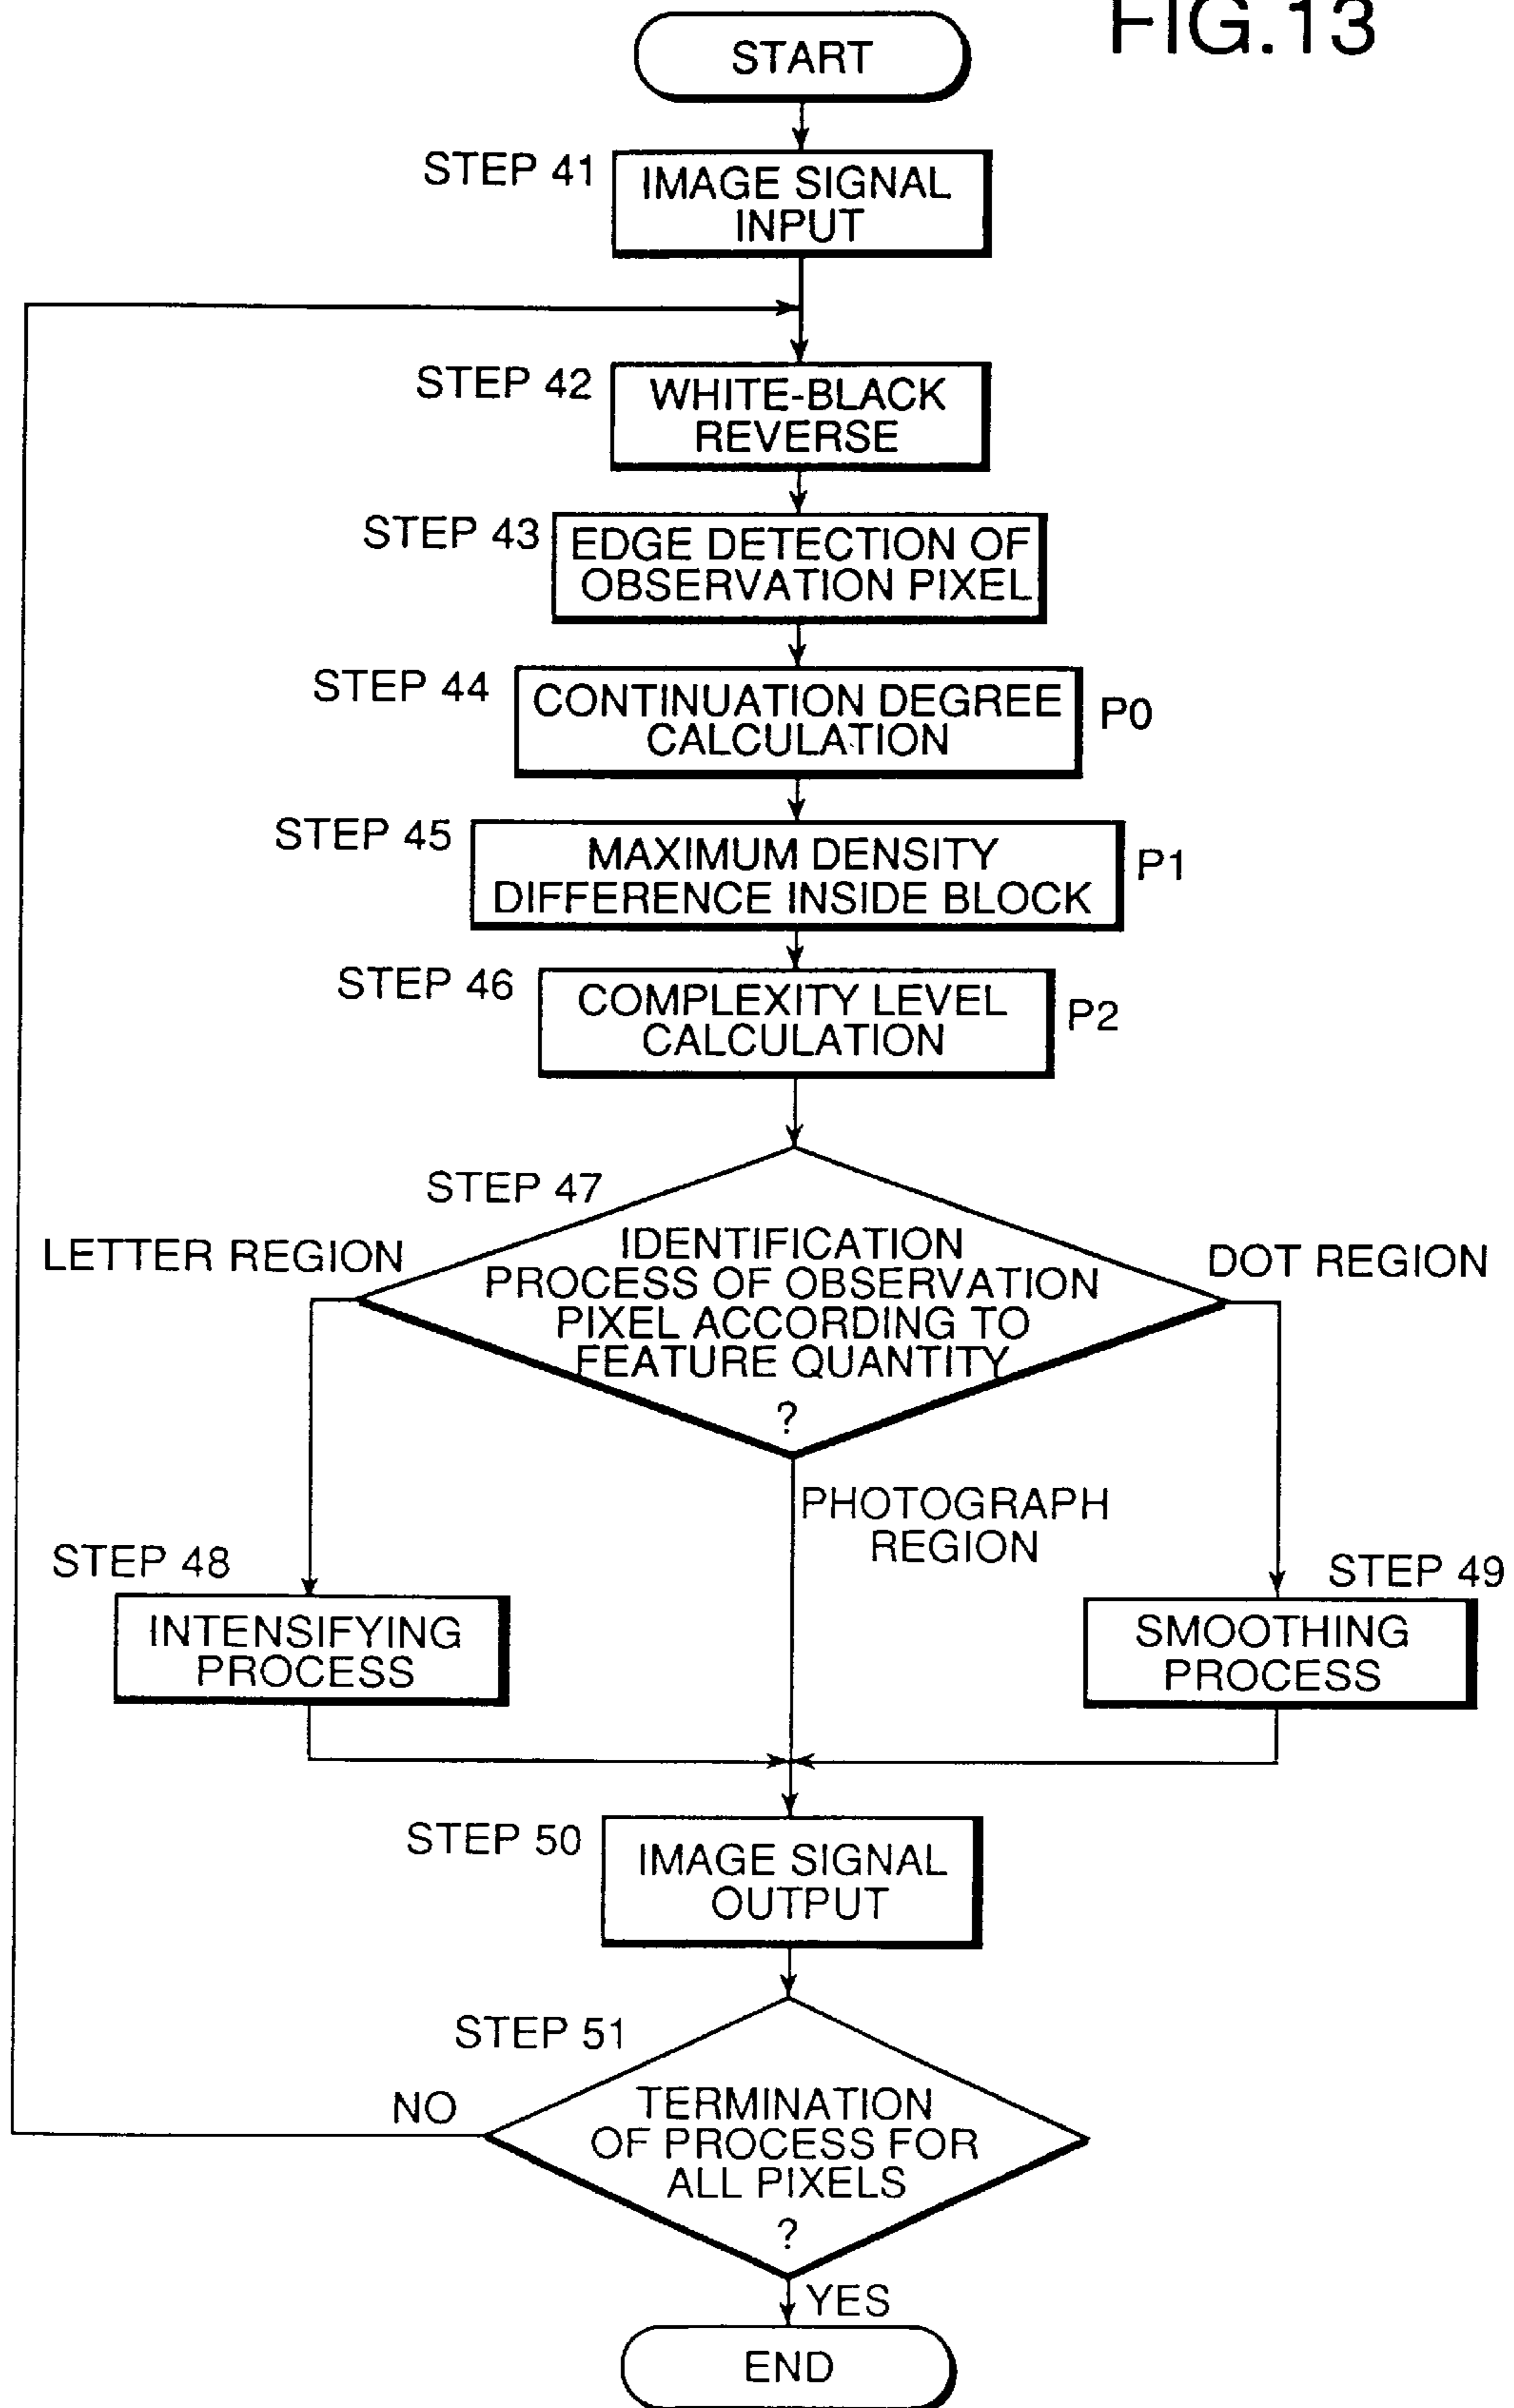 FIG.13
START
STEP 41
IMAGE SIGNAL
INPUT
STEP 42
WHITE-BLACK
REVERSE
STEP 43
EDGE DETECTION OF
OBSERVATION PIXEL
STEP 44
CONTINUATION DEGREE
CALCULATION
P0
STEP 45
MAXIMUM DENSITY
DIFFERENCE INSIDE BLOCK
P1
STEP 46
COMPLEXITY LEVEL
CALCULATION
P2
STEP 47
LETTER REGION
IDENTIFICATION
PROCESS OF OBSERVATION
PIXEL ACCORDING TO
FEATURE QUANTITY
?
DOT REGION
PHOTOGRAPH
REGION
STEP 48
INTENSIFYING
PROCESS
STEP 49
SMOOTHING
PROCESS
STEP 50
IMAGE SIGNAL
OUTPUT
STEP 51
NO
TERMINATION
OF PROCESS FOR
ALL PIXELS
?
YES
END